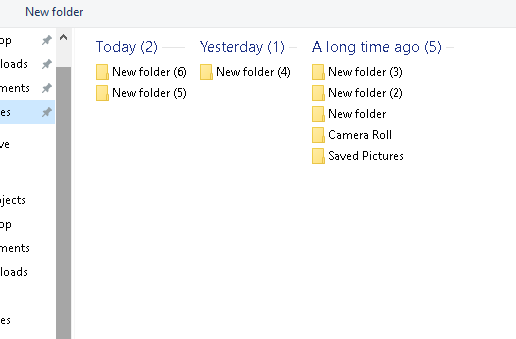 New folder
op
loads
ments
es
ve
jects
op
ments
loads
es
Today (2)
New folder (6)
New folder (5)
Yesterday (1)
New folder (4)
A long time ago (5)
New folder (3)
New folder (2)
New folder
Camera Roll
Saved Pictures